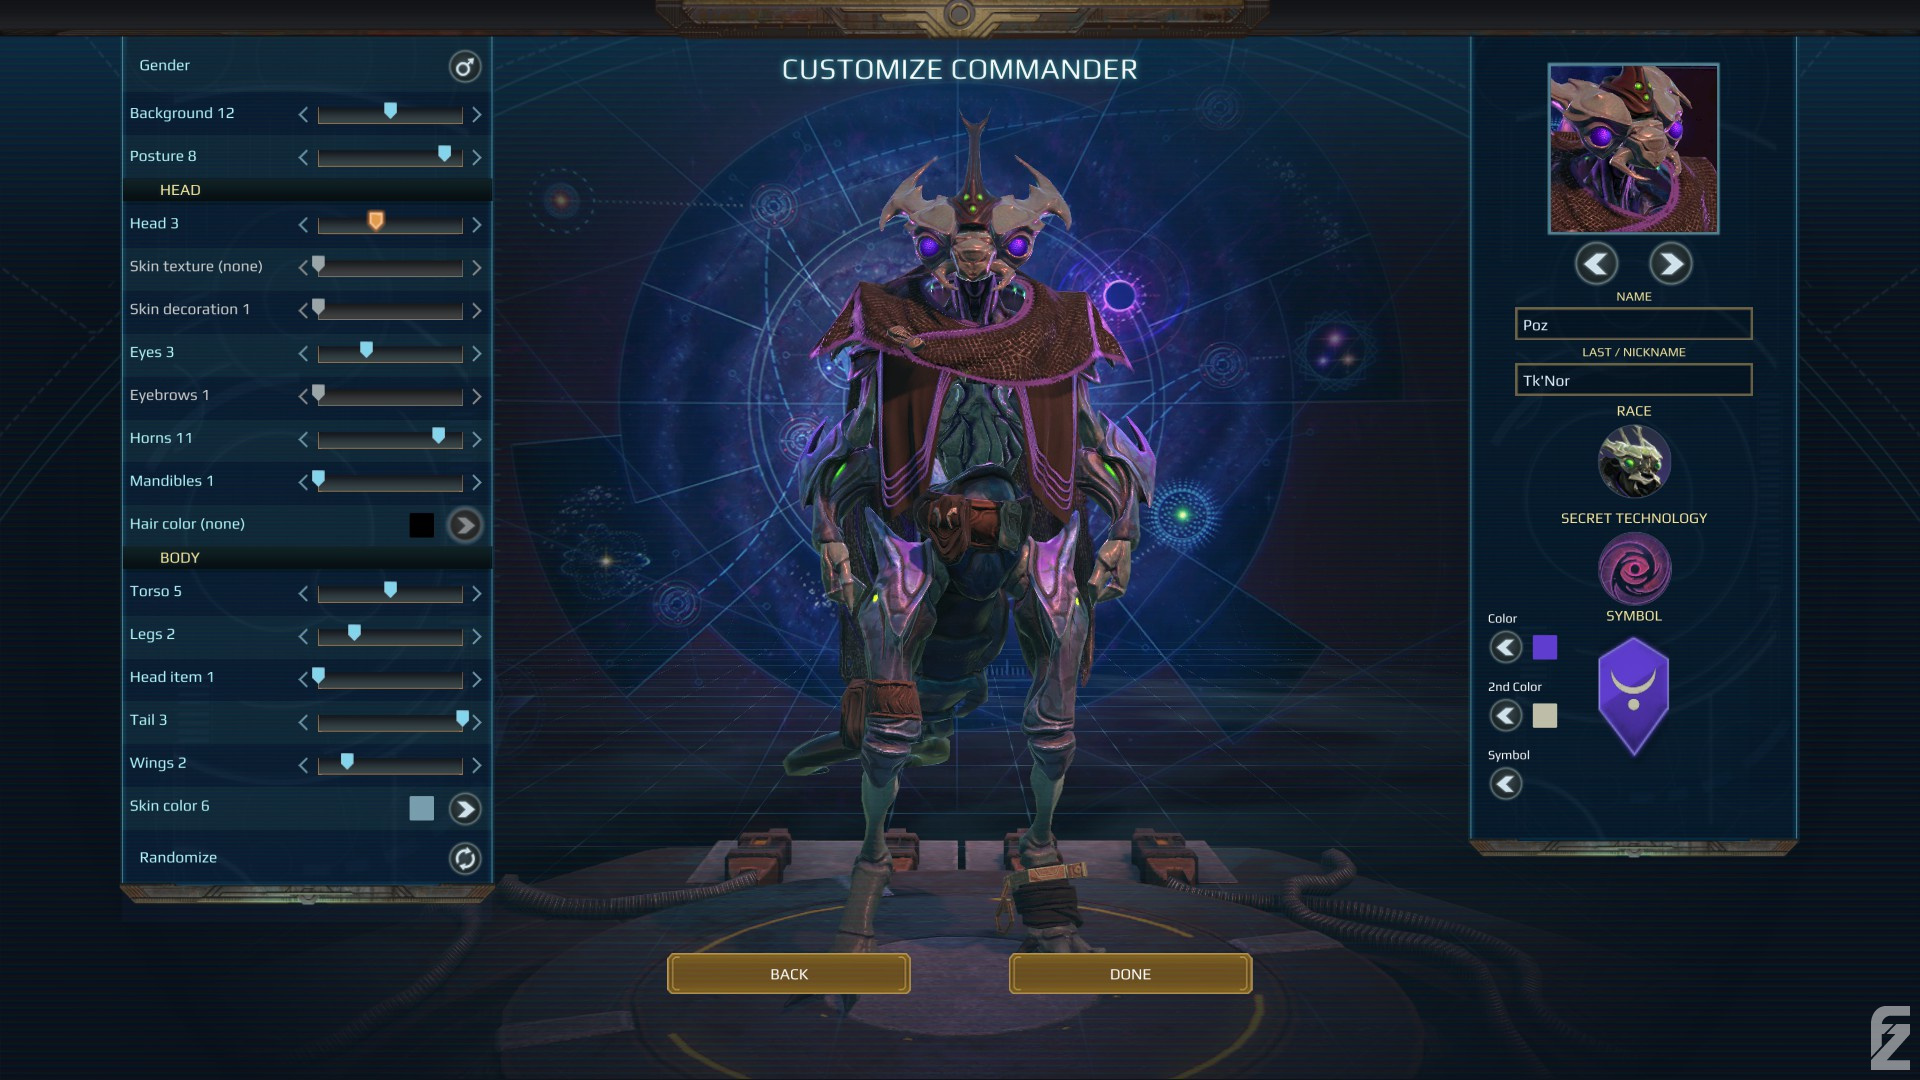 CUSTOMIZE COMMANDER
Gender
Background 12
Posture 8
HEAD
Head 3
Skin texture (none)
Skin decoration 1
Eyes 3
Eyebrows 1
Horns 11
Mandibles 1
Hair color (none)
BODY
Torso 5
Legs 2
Head item 1
Tail 3
Wings 2
Skin color 6
Randomize
BACK
DONE
NAME
Poz
LAST / NICKNAME
Tk'Nor
RACE
SECRET TECHNOLOGY
SYMBOL
Color
2nd Color
Symbol